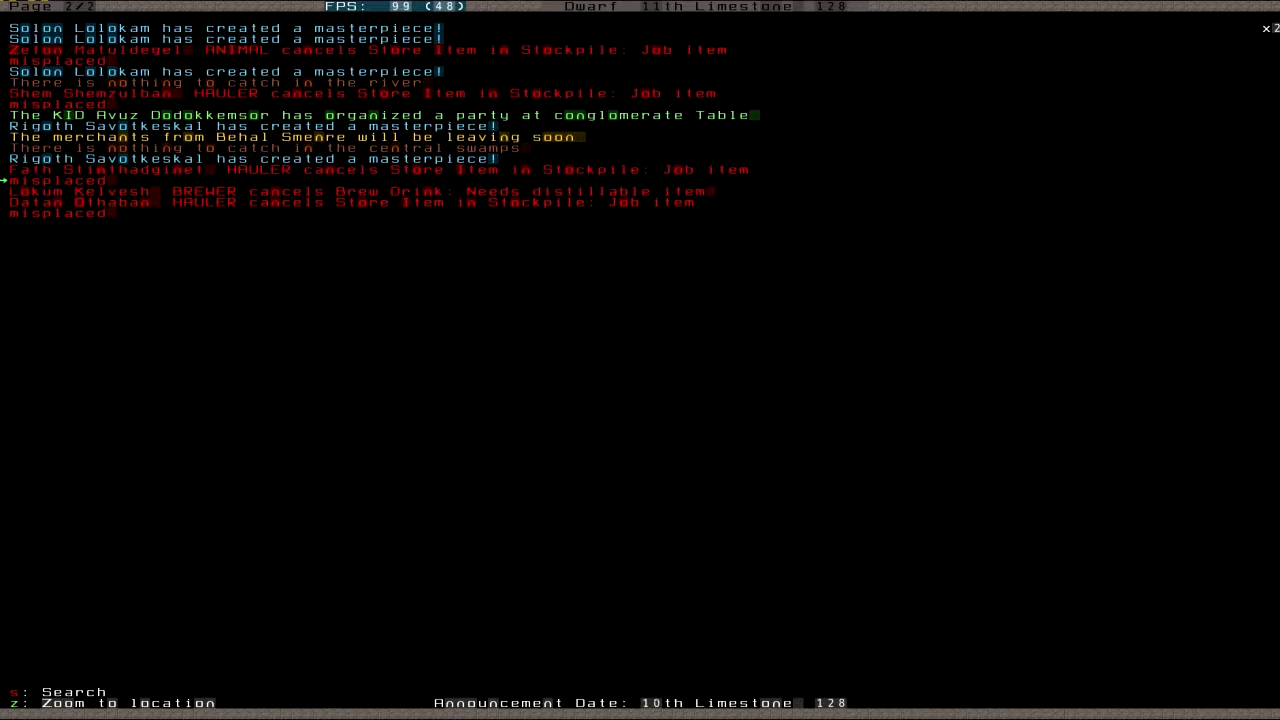 Page 2/2 FPS: 99 (48) Dwarf 11th Limestone 128
Solon Lolokam has created a masterpiece! x2
Solon Lolokam has created a masterpiece!
Zefon Matuldegel ANIMAL cancels Store Item in Stockpile: Job item
misplaced
Solon Lolokam has created a masterpiece!
There is nothing to catch in the river
Shem Shemzulban HAULER cancels Store Item in Stockpile: Job item
misplaced
The KID Avuz Dodokkemsor has organized a party at conglomerate Table
Rigoth Savotkeskal has created a masterpiece!
The merchants from Behal Smenre will be leaving soon
There is nothing to catch in the central swamps
Rigoth Savotkeskal has created a masterpiece!
Fath Stinthadginet HAULER cancels Store Item in Stockpile: Job item
misplaced
Lokum Kelvesh BREWER cancels Brew Drink: Needs distillable item
Datan Othaban HAULER cancels Store Item in Stockpile: Job item
misplaced
s: Search
z: Zoom to location Announcement Date: 10th Limestone 128